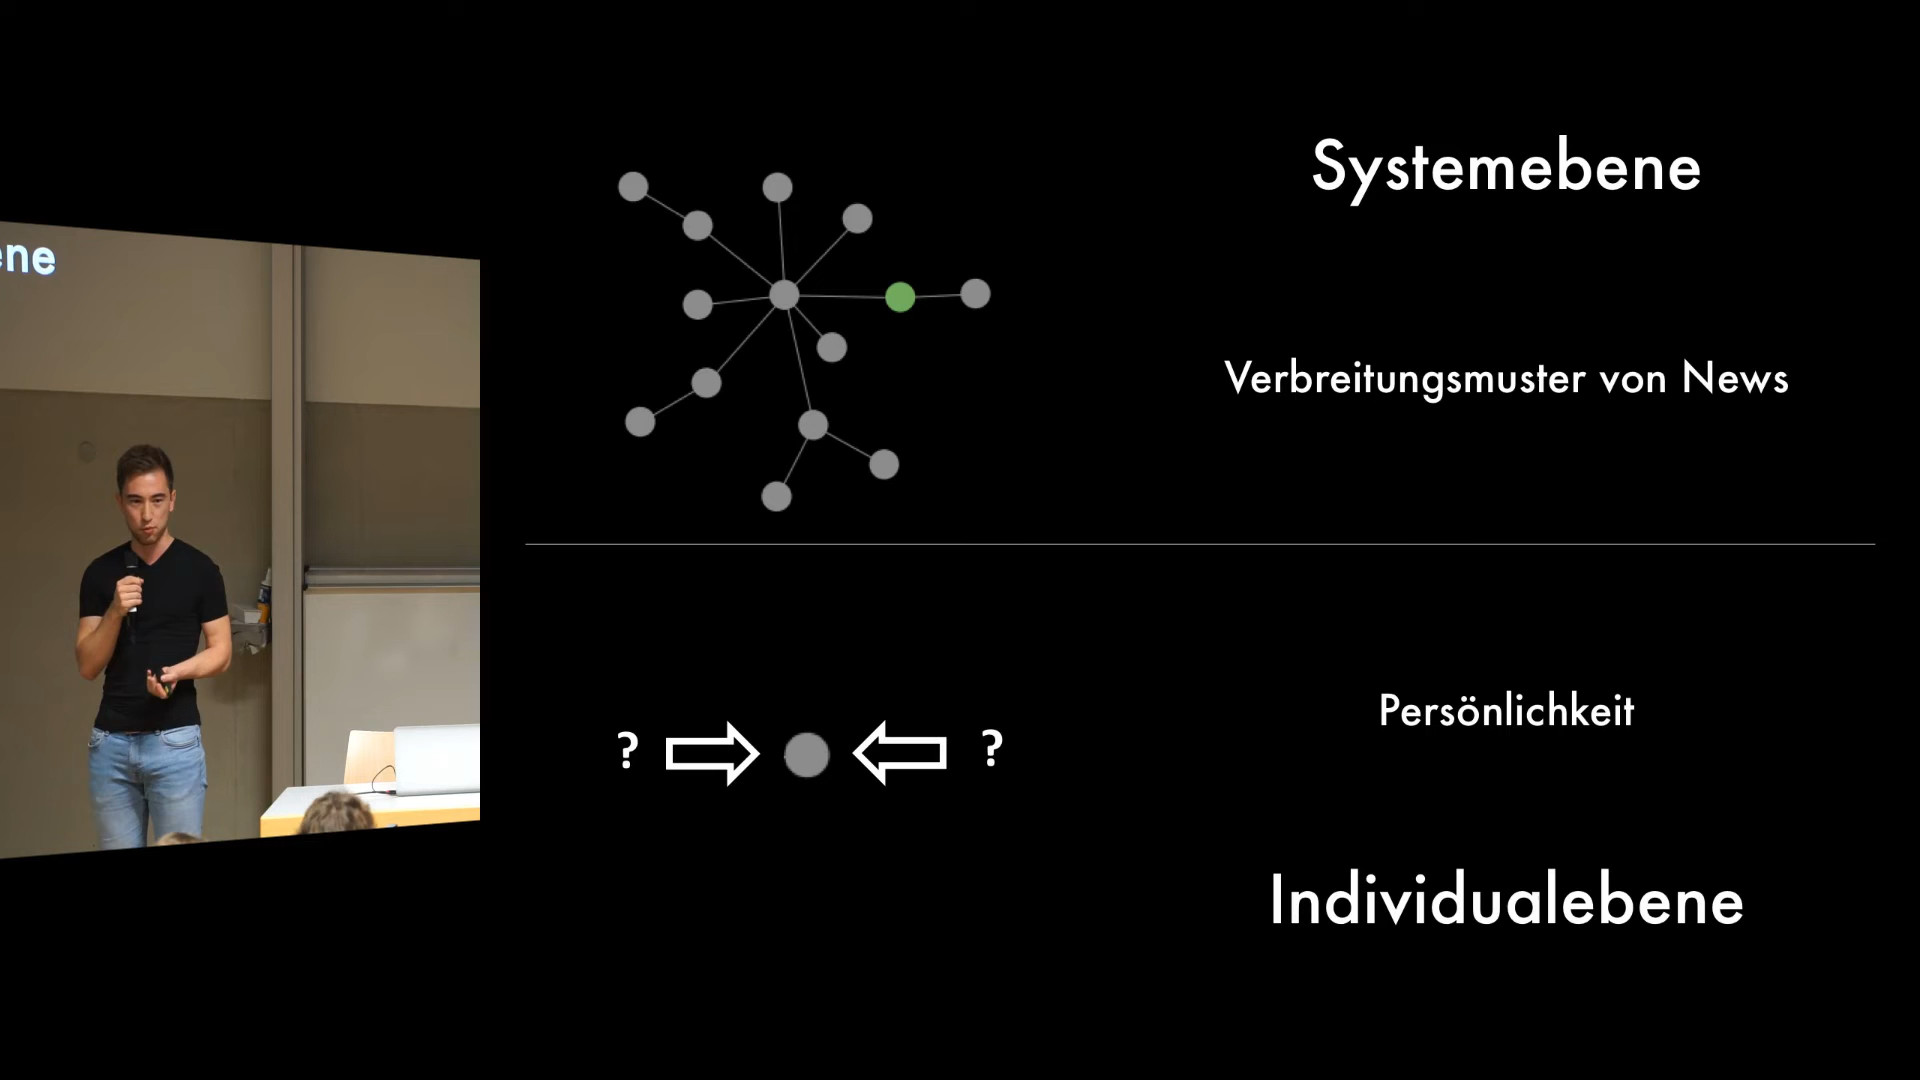 ene
Systemebene
Verbreitungsmuster von News
? ?
Persönlichkeit
Individualebene